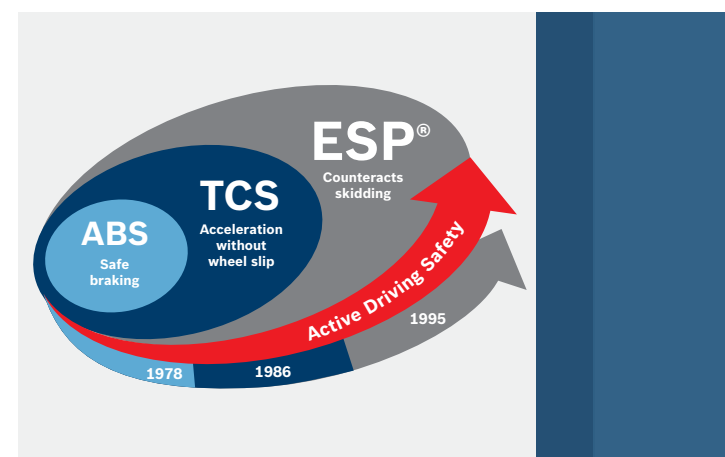 ESP®
Counteracts
skidding
TCS
Acceleration
without
wheel slip
ABS
Safe
braking
Active Driving Safety
1978
1986
1995